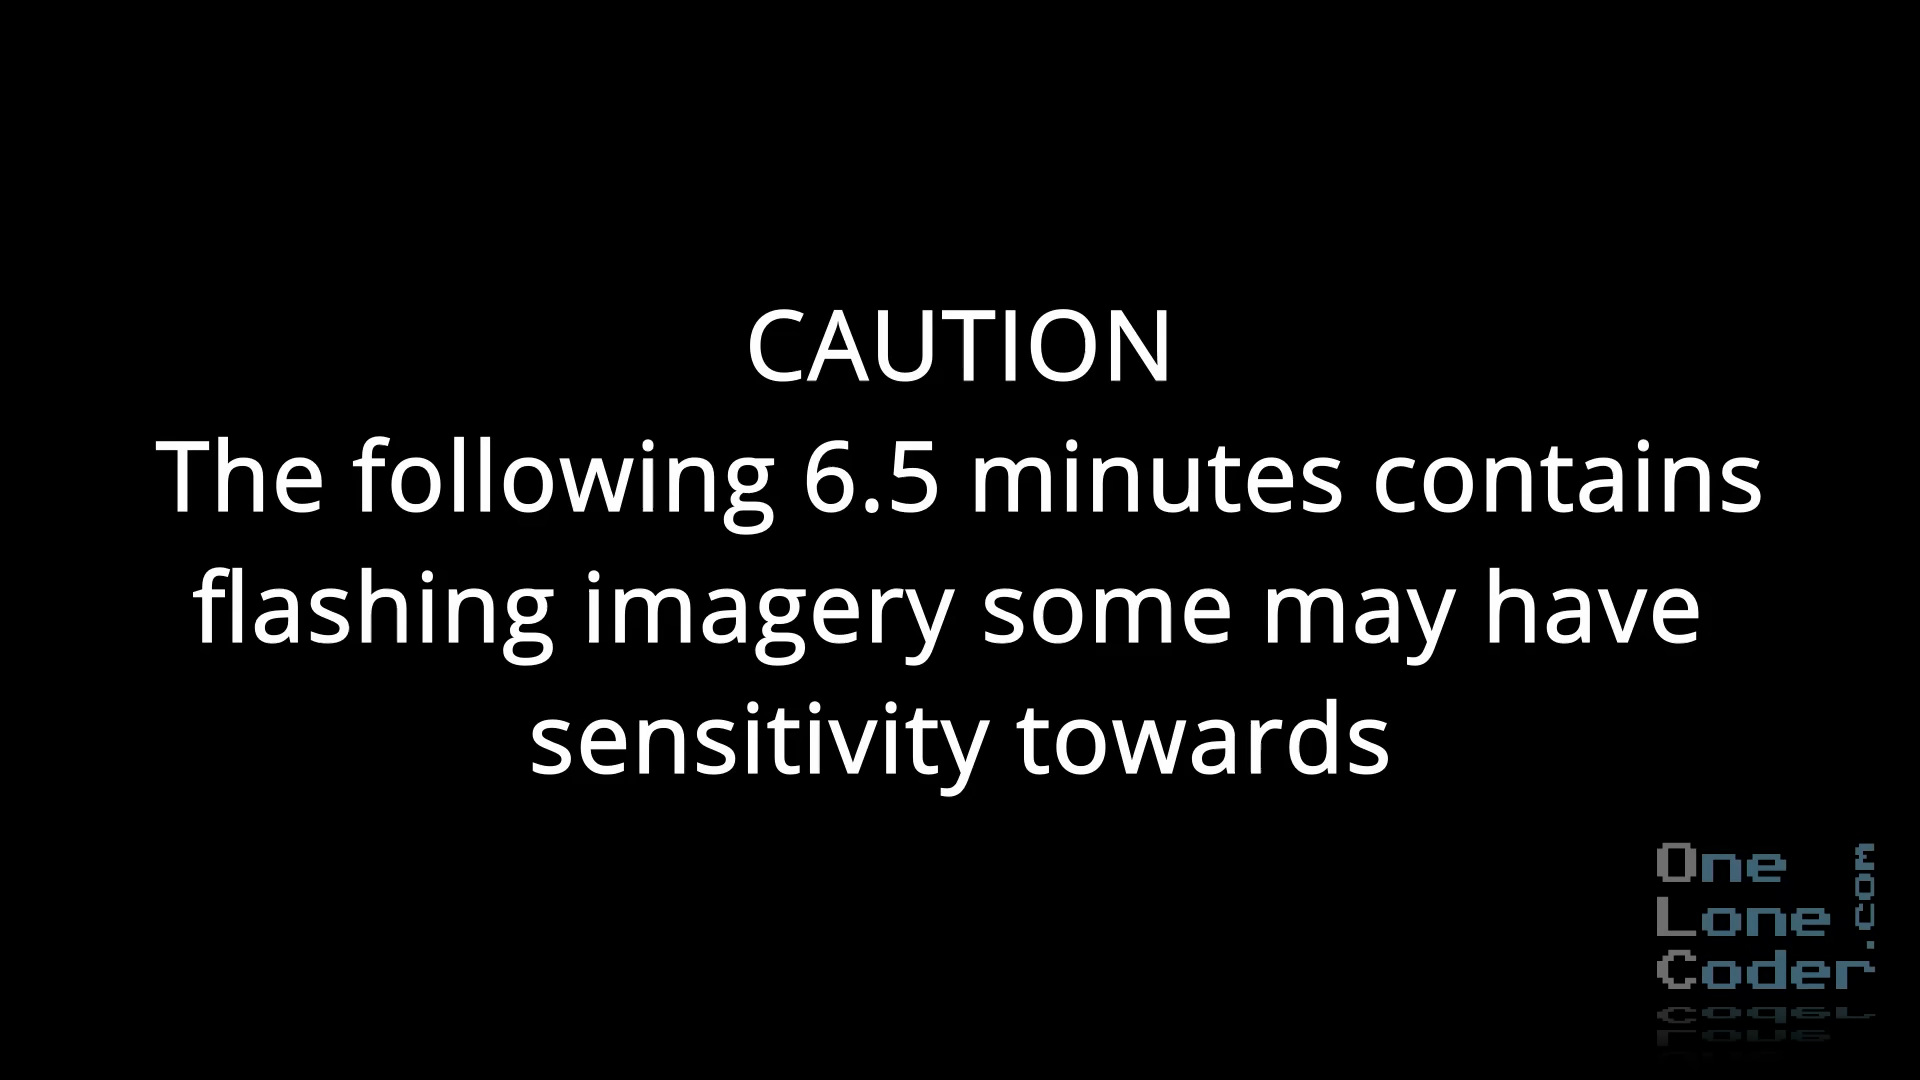 CAUTION
The following 6.5 minutes contains
flashing imagery some may have
sensitivity towards
One
Lone
Coder
.com